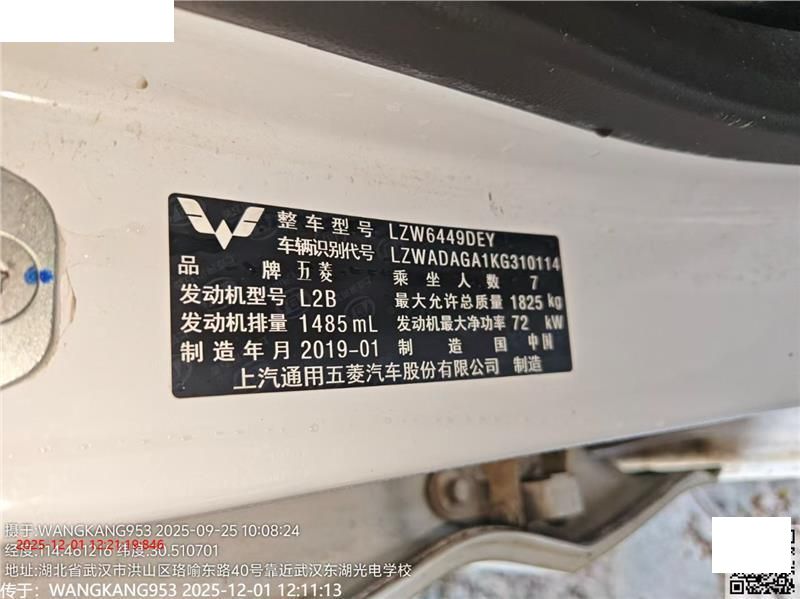 整车型号 LZW6449DEY
车辆识别代号 LZWADAGA1KG310114
品 牌 五菱 乘坐人数 7
发动机型号 L2B 最大允许总质量 1825 kg
发动机排量 1485 mL 发动机最大净功率 72 kW
制造年月 2019-01 制造国 中国
上汽通用五菱汽车股份有限公司 制造
摄于:WANGKANG953 2025-09-25 10:08:24
2025-12-01 12:21:19:846
经度:114.461216 纬度:30.510701
地址:湖北省武汉市洪山区珞喻东路40号靠近武汉东湖光电学校
传于: WANGKANG953 2025-12-01 12:11:13